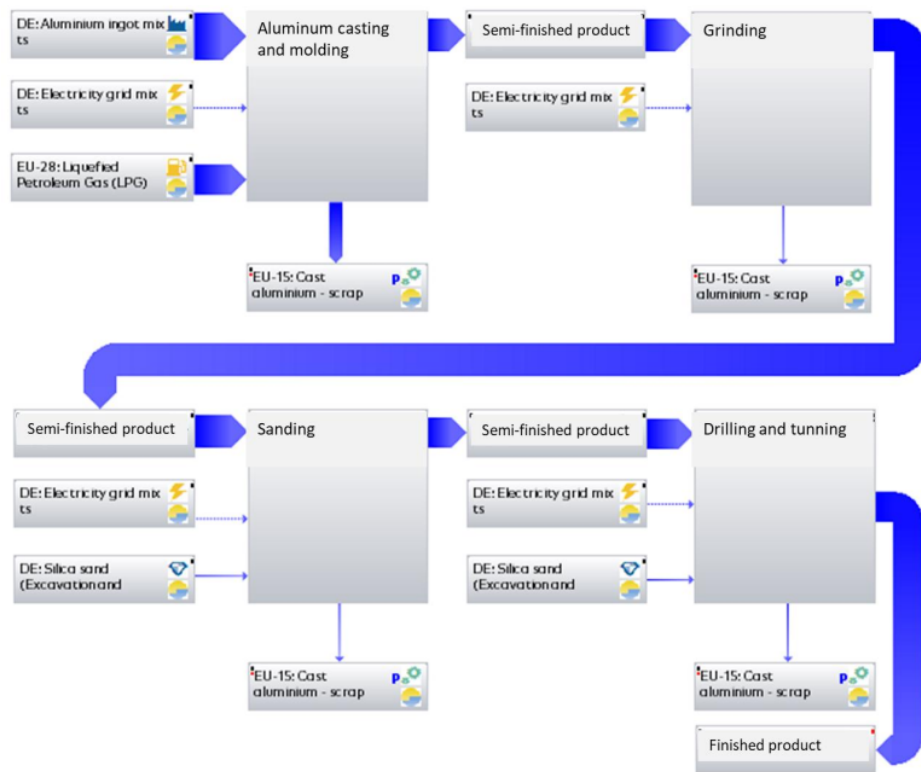 DE: Aluminium ingot mix
ts
Aluminum casting
and molding
Semi-finished product
Grinding
DE: Electricity grid mix
ts
DE: Electricity grid mix
ts
EU-28: Liquefied
Petroleum Gas (LPG)
EU-15: Cast
aluminium - scrap
P
EU-15: Cast
aluminium - scrap
P
Semi-finished product
Sanding
Semi-finished product
Drilling and tunning
DE: Electricity grid mix
ts
DE: Electricity grid mix
ts
DE: Silica sand
(Excavation and
DE: Silica sand
(Excavation and
EU-15: Cast
aluminium - scrap
P
EU-15: Cast
aluminium - scrap
P
Finished product